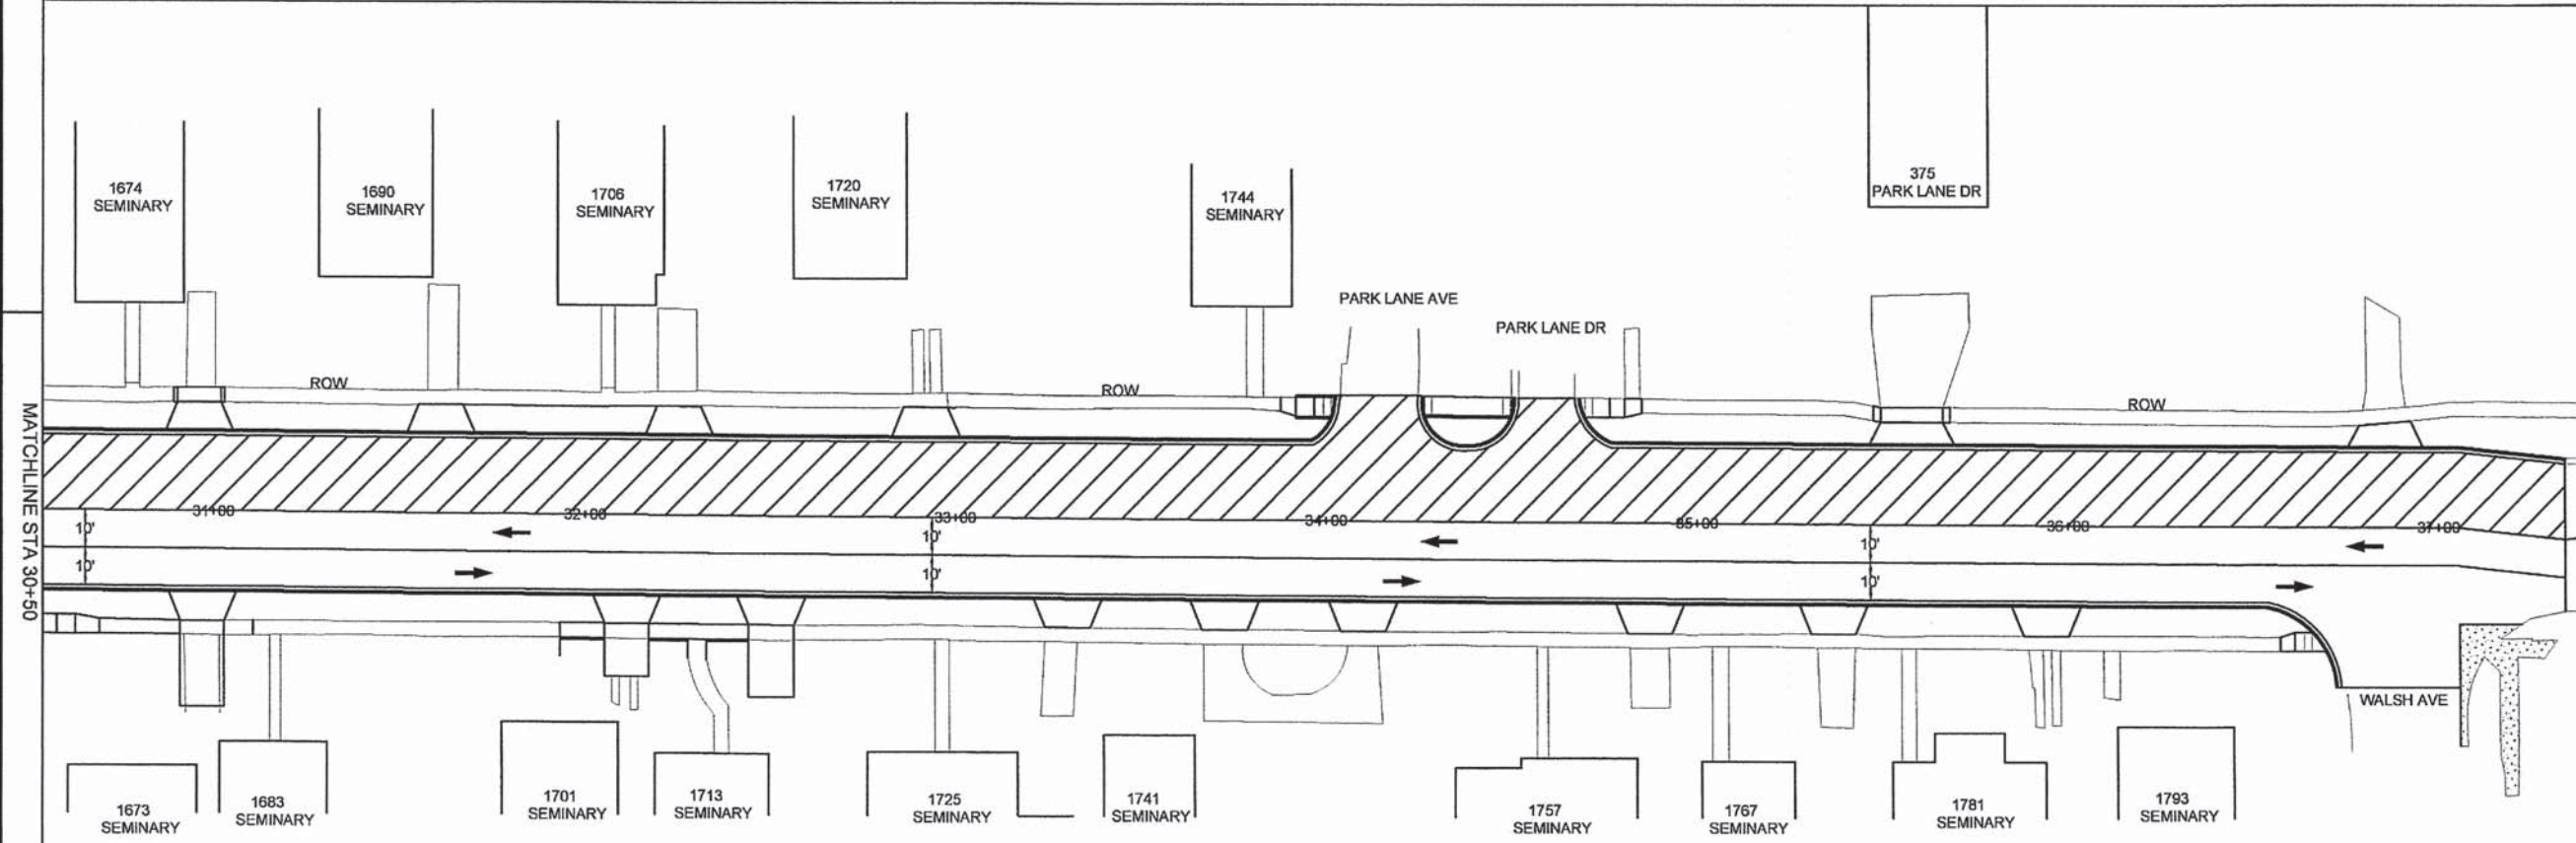 1674
SEMINARY
1690
SEMINARY
1706
SEMINARY
1720
SEMINARY
1744
SEMINARY
375
PARK LANE DR
PARK LANE AVE
PARK LANE DR
ROW
ROW
ROW
MATCHLINE STA 30+50
31+00
32+00
33+00
34+00
35+00
36+00
37+00
10'
10'
10'
10'
10'
10'
WALSH AVE
1673
SEMINARY
1683
SEMINARY
1701
SEMINARY
1713
SEMINARY
1725
SEMINARY
1741
SEMINARY
1757
SEMINARY
1767
SEMINARY
1781
SEMINARY
1793
SEMINARY